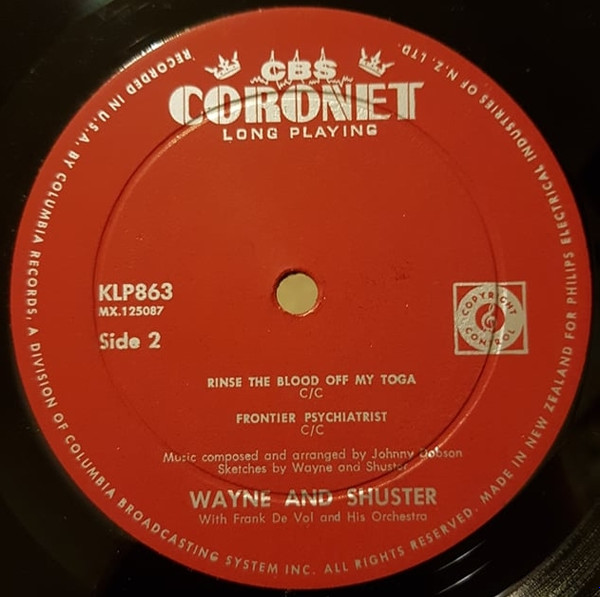 CBS
CORONET
LONG PLAYING
KLP863
MX.125087
Side 2
COPYRIGHT
CONTROL
RINSE THE BLOOD OFF MY TOGA
C/C
FRONTIER PSYCHIATRIST
C/C
Music composed and arranged by Johnny Dobson
Sketches by Wayne and Shuster
WAYNE AND SHUSTER
With Frank De Vol and His Orchestra
RECORDED IN U.S.A. BY COLUMBIA RECORDS, A DIVISION OF COLUMBIA BROADCASTING SYSTEM INC. ALL RIGHTS RESERVED. MADE IN NEW ZEALAND FOR PHILIPS ELECTRICAL INDUSTRIES OF N.Z. LTD.